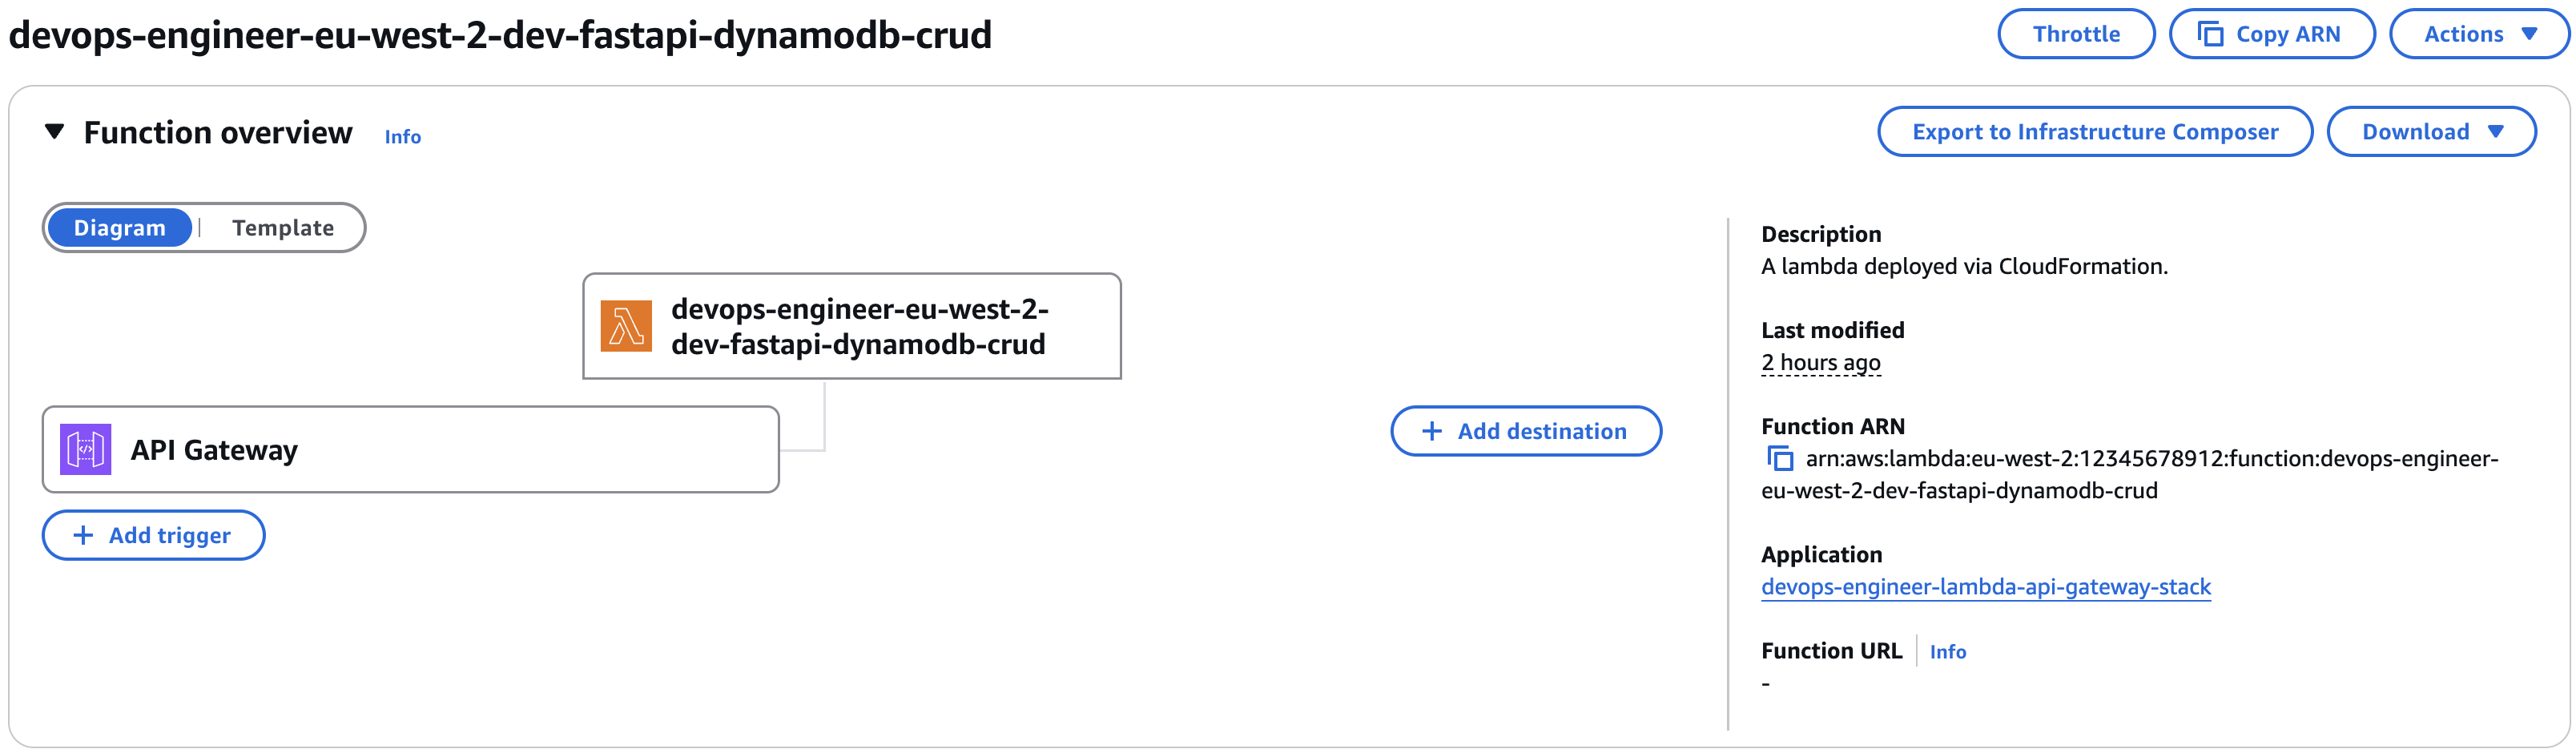 devops-engineer-eu-west-2-dev-fastapi-dynamodb-crud
Throttle
Copy ARN
Actions
Function overview
Info
Export to Infrastructure Composer
Download
Diagram
Template
devops-engineer-eu-west-2-
dev-fastapi-dynamodb-crud
API Gateway
Add trigger
Add destination
Description
A lambda deployed via CloudFormation.
Last modified
2 hours ago
Function ARN
arn:aws:lambda:eu-west-2:12345678912:function:devops-engineer-
eu-west-2-dev-fastapi-dynamodb-crud
Application
devops-engineer-lambda-api-gateway-stack
Function URL
Info
-